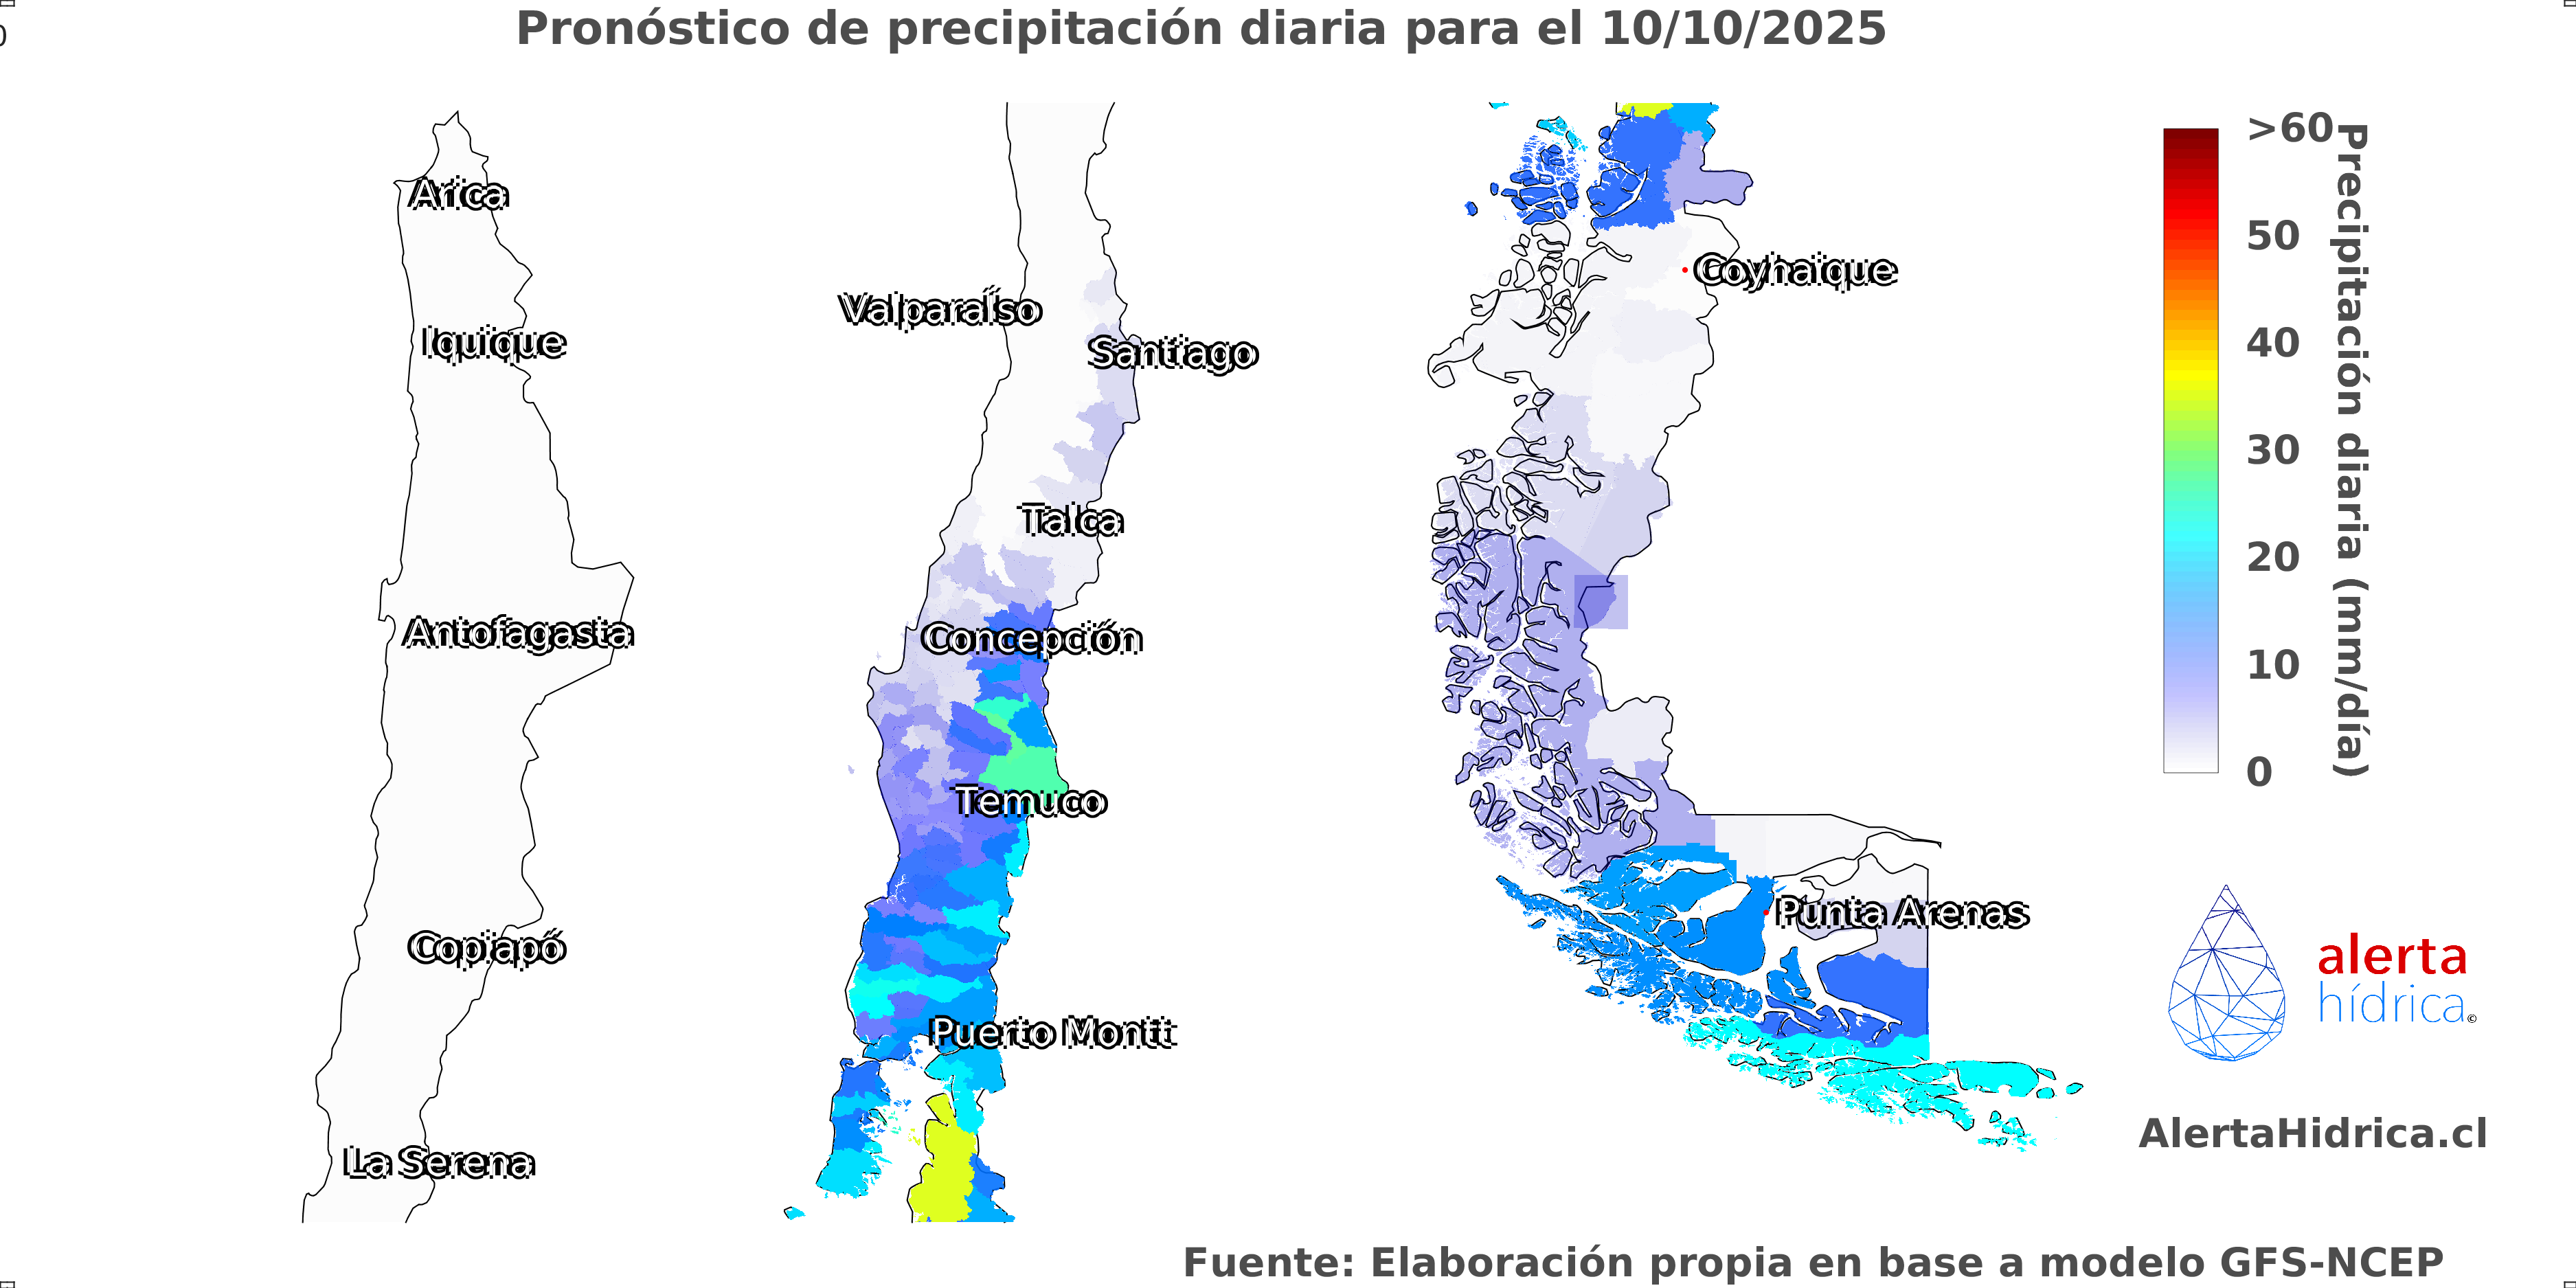 Pronóstico de precipitación diaria para el 10/10/2025
0
Arica
Iquique
Antofagasta
Copiapó
La Serena
Valparaíso
Santiago
Talca
Concepción
Temuco
Puerto Montt
Coyhaique
Punta Arenas
>60
50
40
30
20
10
0
Precipitación diaria (mm/día)
alerta
hídrica©
AlertaHidrica.cl
Fuente: Elaboración propia en base a modelo GFS-NCEP